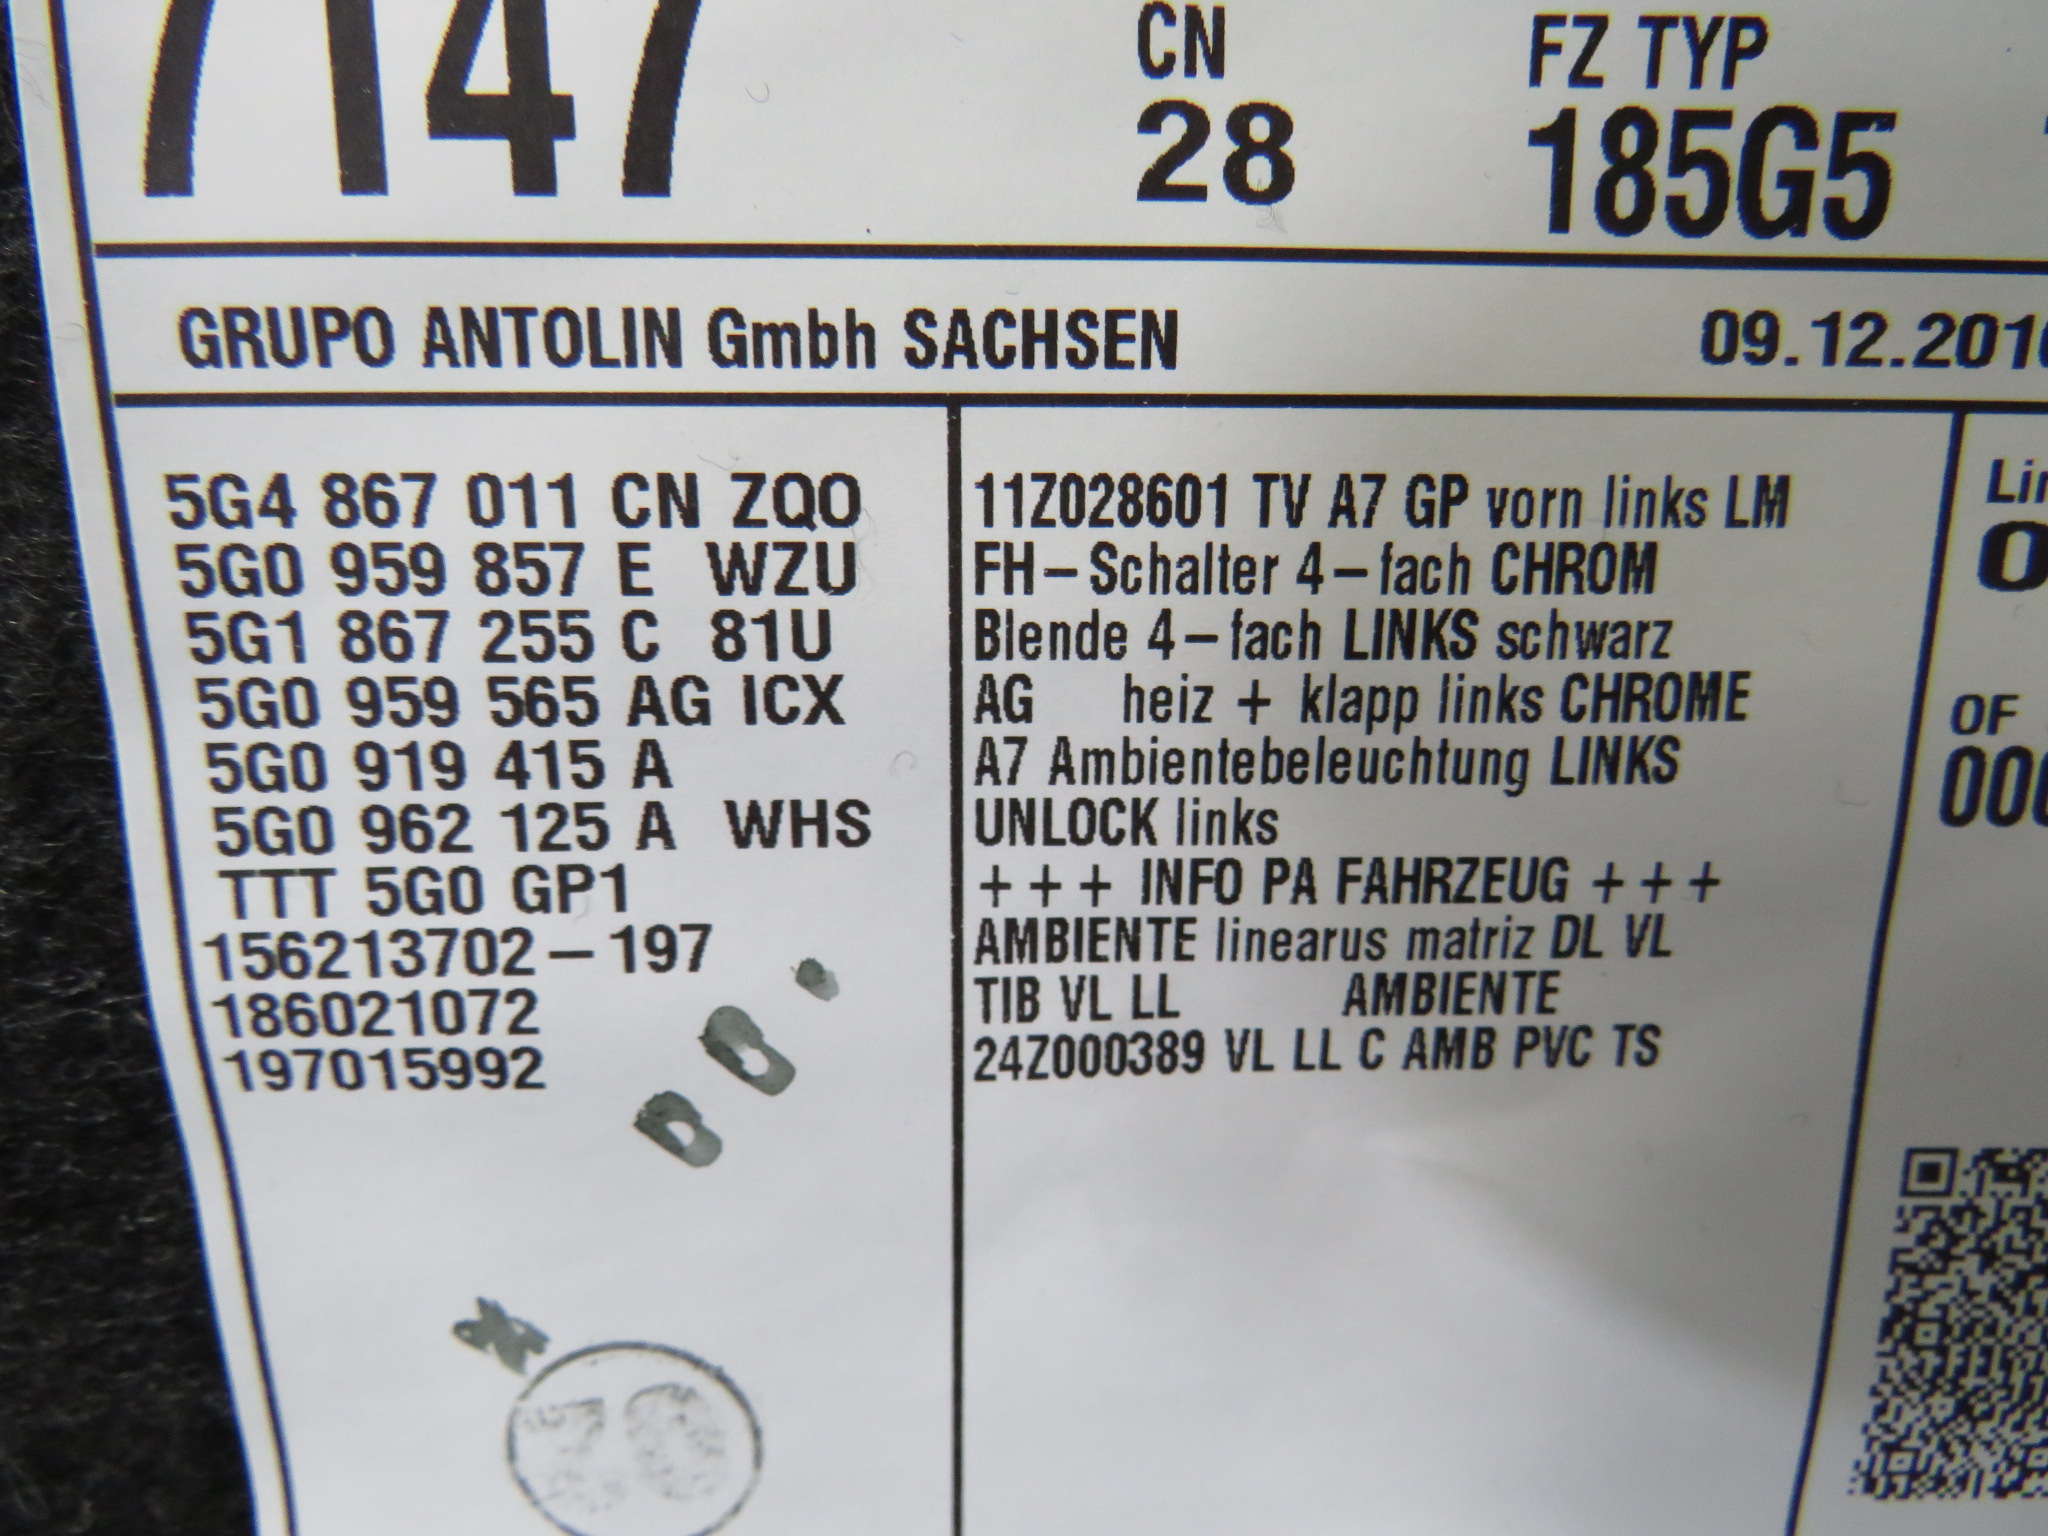 7147
CN
28
FZ TYP
185G5
GRUPO ANTOLIN Gmbh SACHSEN
5G4 867 011 CN ZQO 11Z028601 TV A7 GP vorn links LM
5G0 959 857 E WZU FH-Schalter 4-fach CHROM
5G1 867 255 C 81U Blende 4-fach LINKS schwarz
5G0 959 565 AG ICX AG heiz + klapp links CHROME
5G0 919 415 A A7 Ambientebeleuchtung LINKS
5G0 962 125 A WHS UNLOCK links
TTT 5G0 GP1 +++ INFO PA FAHRZEUG +++
156213702-197 AMBIENTE linearus matriz DL VL
186021072 TIB VL LL AMBIENTE
197015992 24Z000389 VL LL C AMB PVC TS
OF